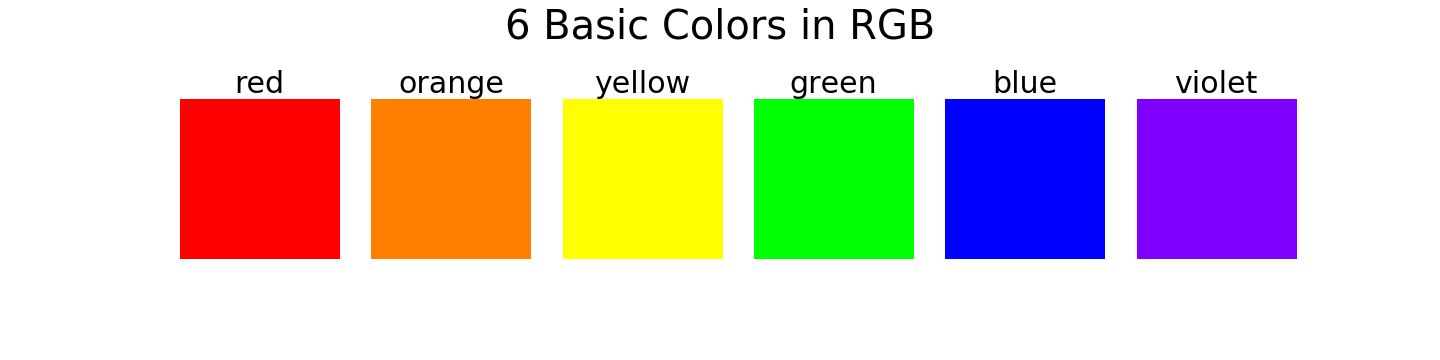 6 Basic Colors in RGB
red orange yellow green blue violet